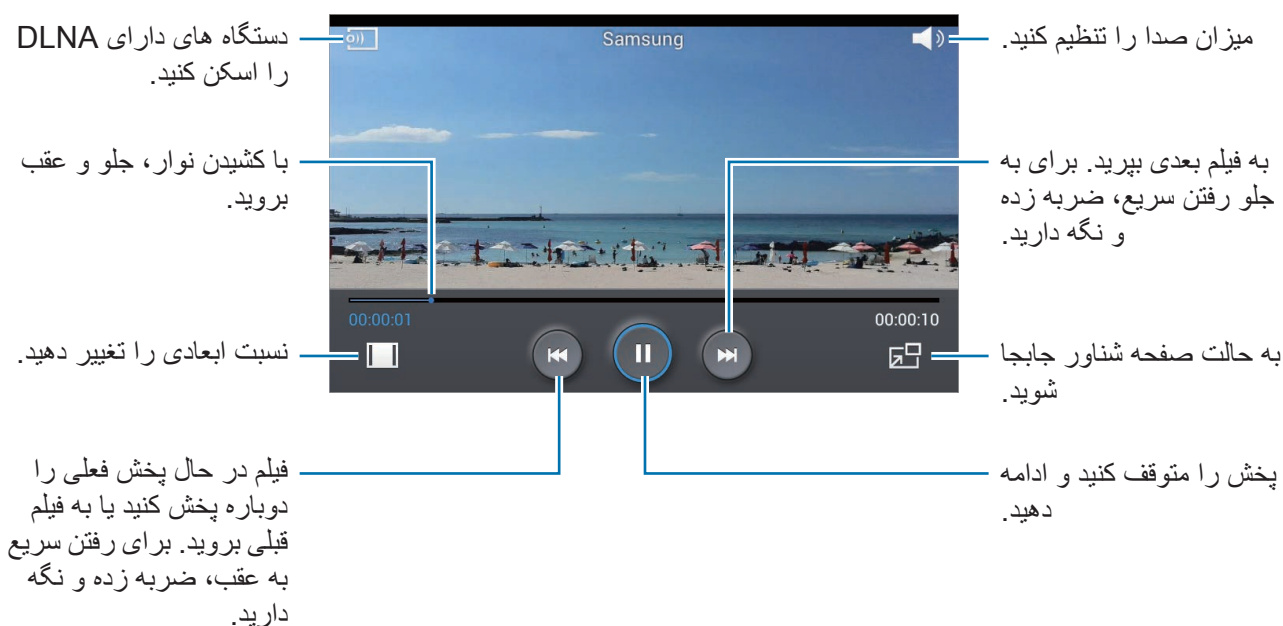 دستگاه های دارای DLNA
را اسکن کنید.
Samsung
میزان صدا را تنظیم کنید.
با کشیدن نوار، جلو و عقب
بروید.
به فیلم بعدی بپرید. برای به
جلو رفتن سریع، ضربه زده
و نگه دارید.
00:00:01
00:00:10
نسبت ابعادی را تغییر دهید.
به حالت صفحه شناور جابجا
شوید.
فیلم در حال پخش فعلی را
دوباره پخش کنید یا به فیلم
قبلی بروید. برای رفتن سریع
به عقب، ضربه زده و نگه
دارید.
پخش را متوقف کنید و ادامه
دهید.